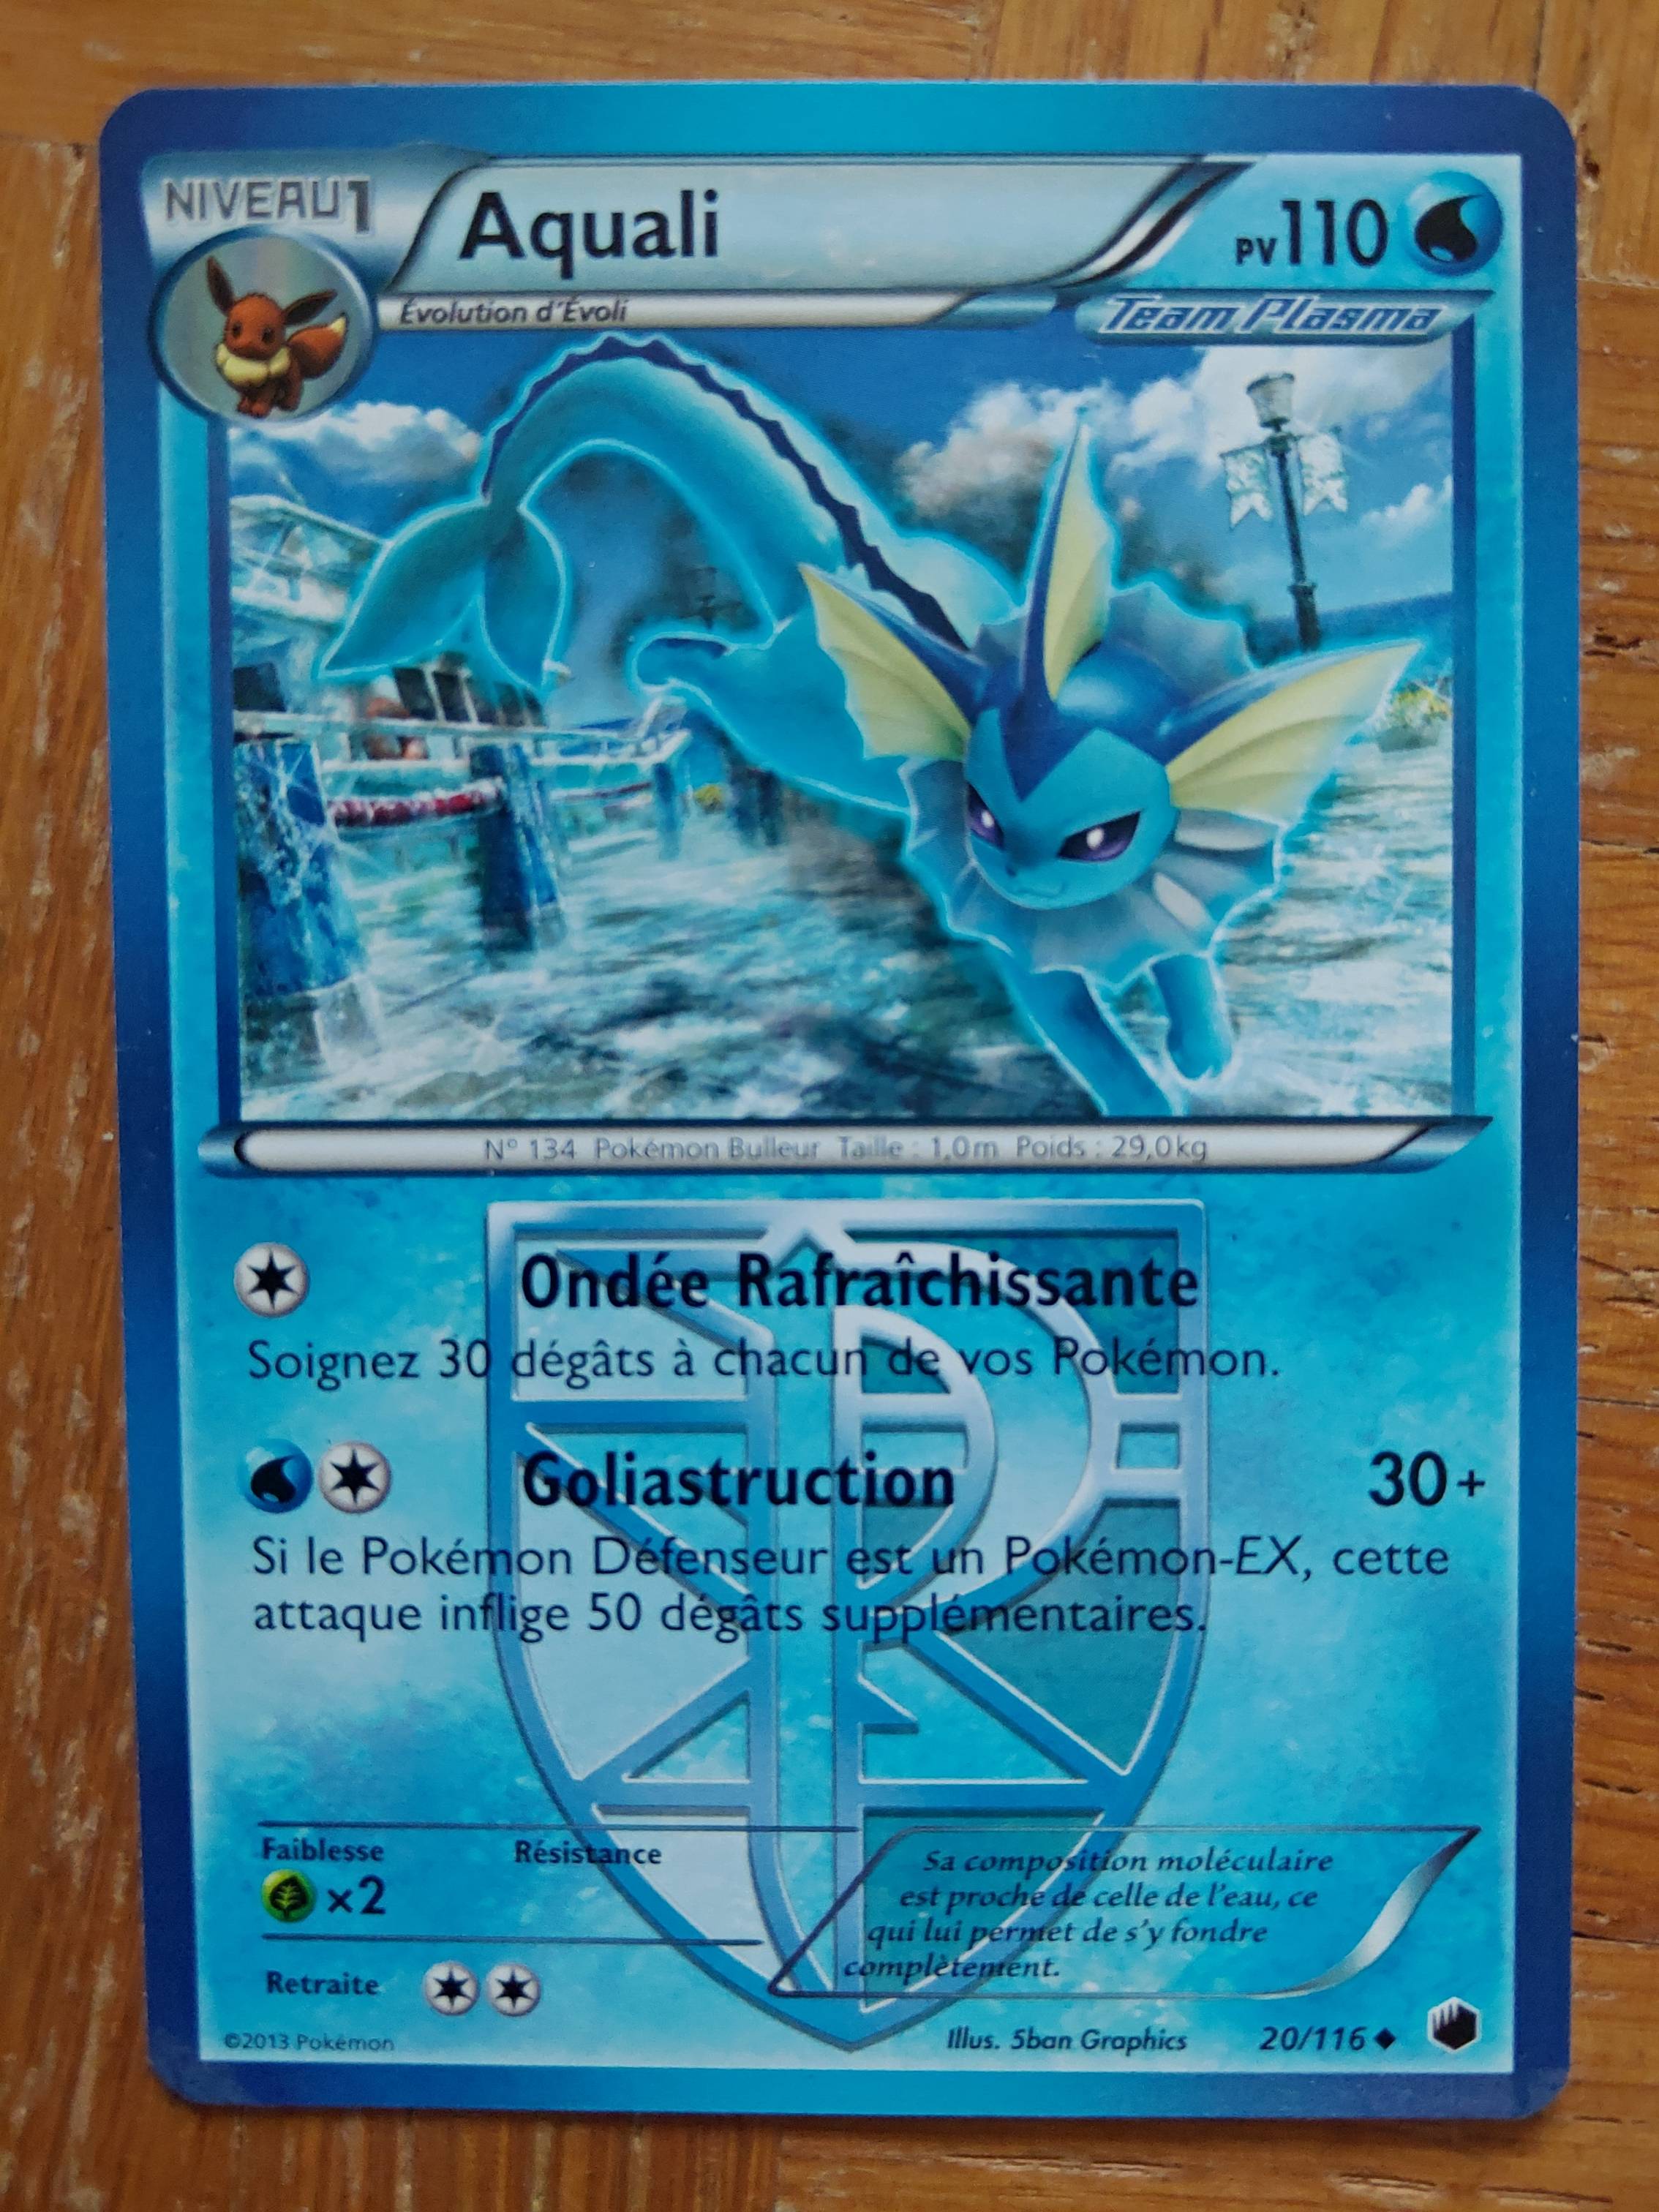 NIVEAU1
Aquali
PV110
Évolution d'Évoli
Team Plasma
N° 134 Pokémon Bulleur Taille : 1,0m Poids : 29,0kg
Ondée Rafraîchissante
Soignez 30 dégâts à chacun de vos Pokémon.
Goliastruction 30+
Si le Pokémon Défenseur est un Pokémon-EX, cette
attaque inflige 50 dégâts supplémentaires.
Faiblesse Résistance
×2
Sa composition moléculaire
est proche de celle de l'eau, ce
qui lui permet de s'y fondre
complètement.
Retraite
©2013 Pokémon
Illus. 5ban Graphics
20/116